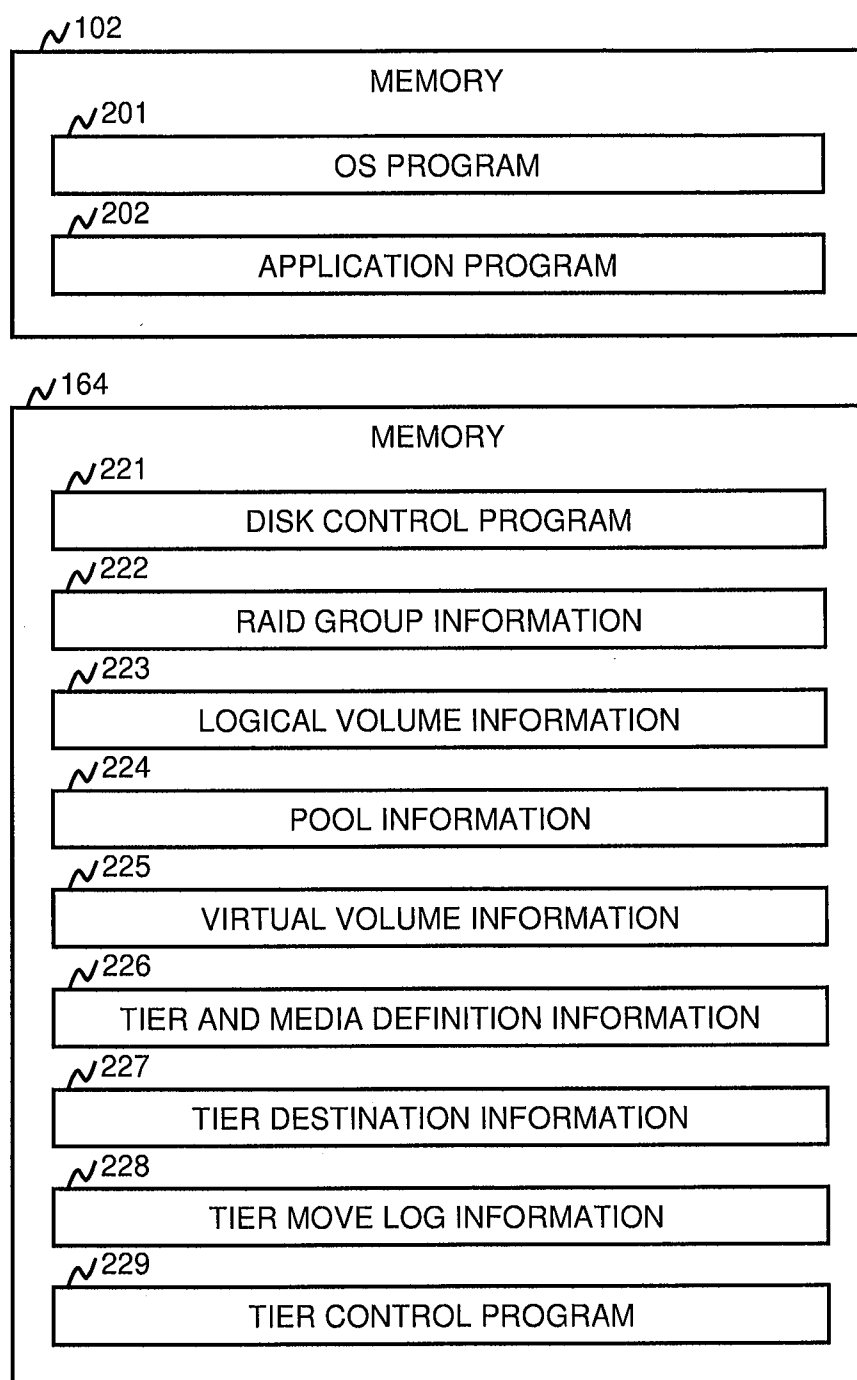 102
MEMORY
201
OS PROGRAM
202
APPLICATION PROGRAM
164
MEMORY
221
DISK CONTROL PROGRAM
222
RAID GROUP INFORMATION
223
LOGICAL VOLUME INFORMATION
224
POOL INFORMATION
225
VIRTUAL VOLUME INFORMATION
226
TIER AND MEDIA DEFINITION INFORMATION
227
TIER DESTINATION INFORMATION
228
TIER MOVE LOG INFORMATION
229
TIER CONTROL PROGRAM